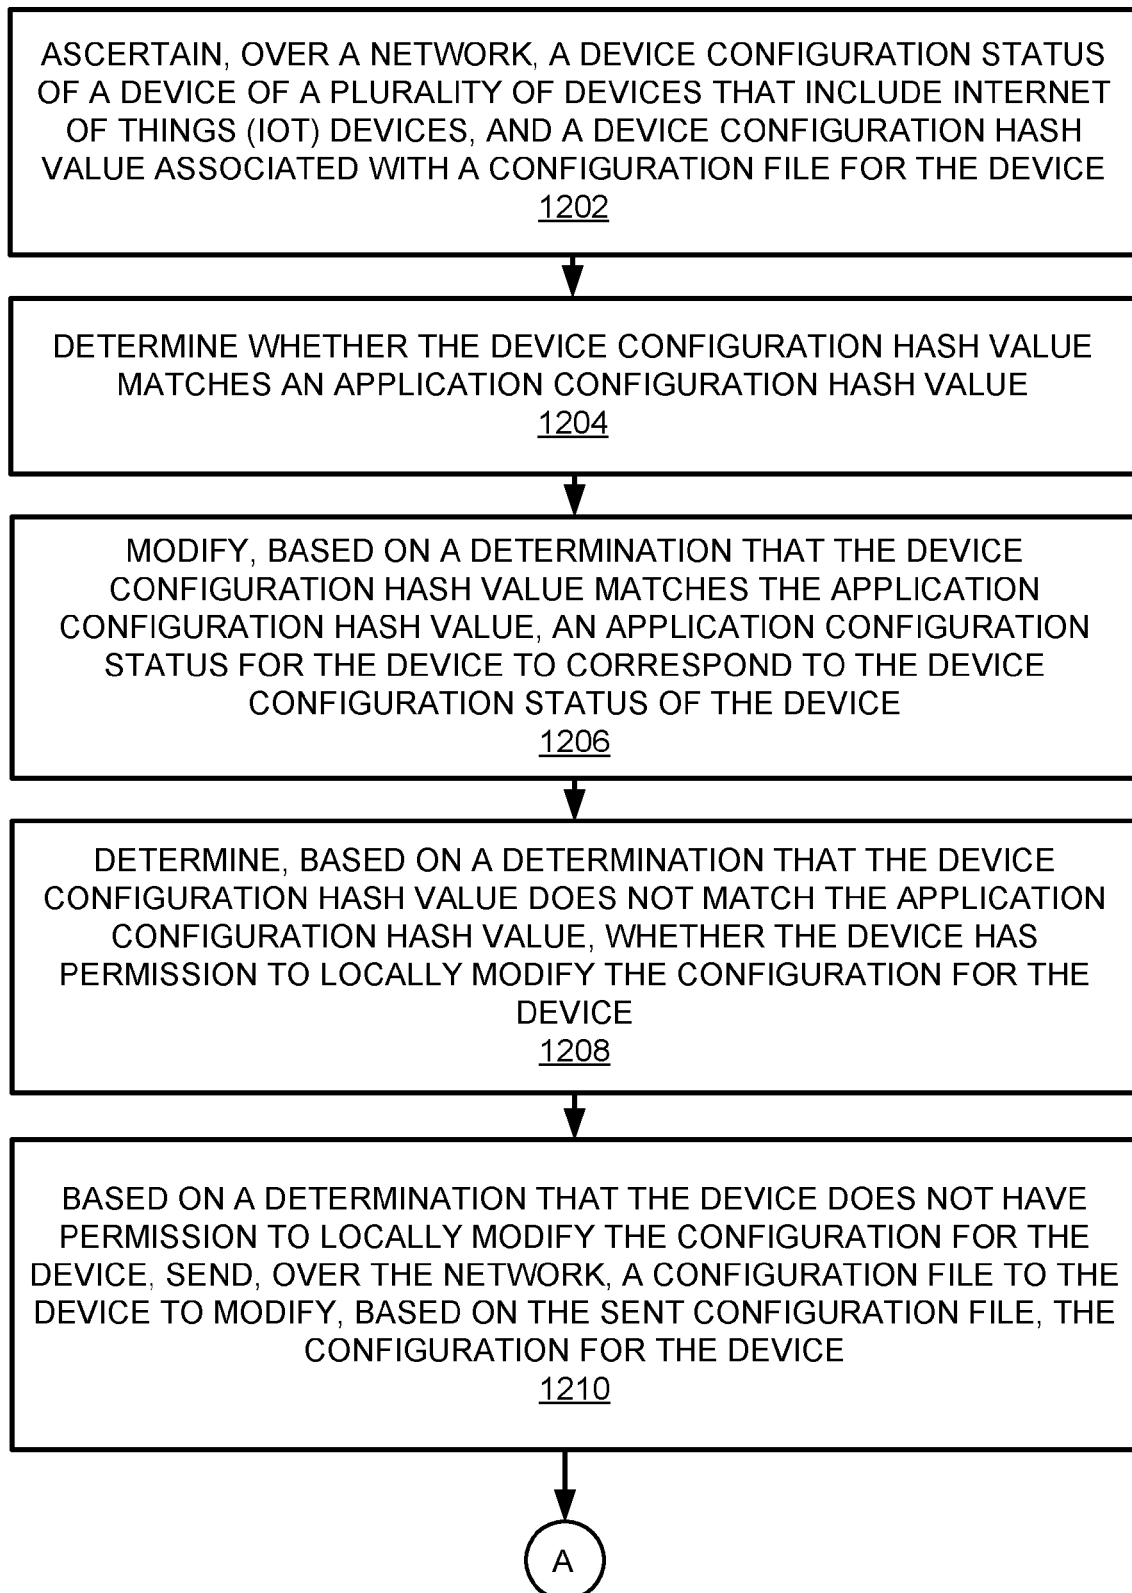 ASCERTAIN, OVER A NETWORK, A DEVICE CONFIGURATION STATUS
OF A DEVICE OF A PLURALITY OF DEVICES THAT INCLUDE INTERNET
OF THINGS (IOT) DEVICES, AND A DEVICE CONFIGURATION HASH
VALUE ASSOCIATED WITH A CONFIGURATION FILE FOR THE DEVICE
1202
DETERMINE WHETHER THE DEVICE CONFIGURATION HASH VALUE
MATCHES AN APPLICATION CONFIGURATION HASH VALUE
1204
MODIFY, BASED ON A DETERMINATION THAT THE DEVICE
CONFIGURATION HASH VALUE MATCHES THE APPLICATION
CONFIGURATION HASH VALUE, AN APPLICATION CONFIGURATION
STATUS FOR THE DEVICE TO CORRESPOND TO THE DEVICE
CONFIGURATION STATUS OF THE DEVICE
1206
DETERMINE, BASED ON A DETERMINATION THAT THE DEVICE
CONFIGURATION HASH VALUE DOES NOT MATCH THE APPLICATION
CONFIGURATION HASH VALUE, WHETHER THE DEVICE HAS
PERMISSION TO LOCALLY MODIFY THE CONFIGURATION FOR THE
DEVICE
1208
BASED ON A DETERMINATION THAT THE DEVICE DOES NOT HAVE
PERMISSION TO LOCALLY MODIFY THE CONFIGURATION FOR THE
DEVICE, SEND, OVER THE NETWORK, A CONFIGURATION FILE TO THE
DEVICE TO MODIFY, BASED ON THE SENT CONFIGURATION FILE, THE
CONFIGURATION FOR THE DEVICE
1210
A